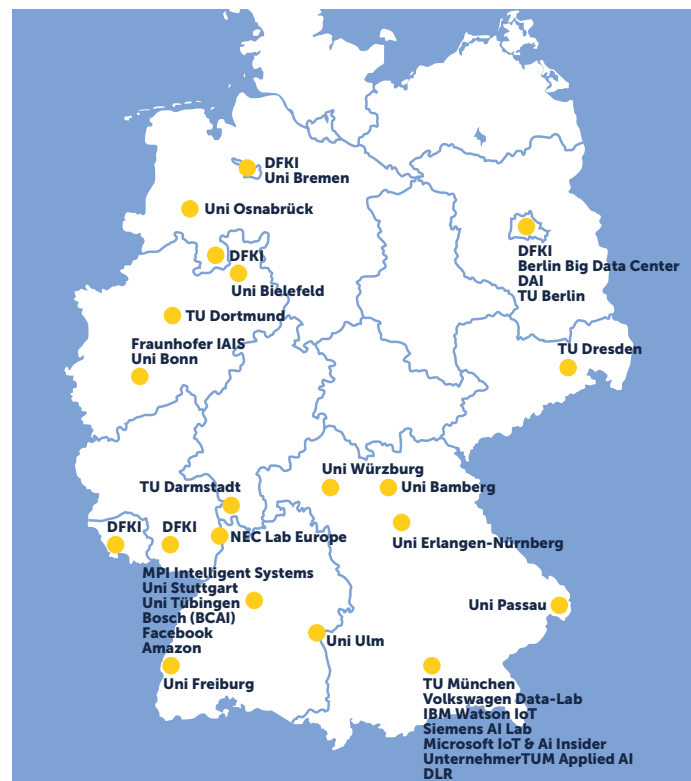 DFKI
Uni Bremen
Uni Osnabrück
DFKI
Berlin Big Data Center
DAI
TU Berlin
DFKI
Uni Bielefeld
TU Dortmund
Fraunhofer IAIS
Uni Bonn
TU Dresden
Uni Würzburg
Uni Bamberg
TU Darmstadt
Uni Erlangen-Nürnberg
DFKI
DFKI
NEC Lab Europe
MPI Intelligent Systems
Uni Stuttgart
Uni Tübingen
Bosch (BCAI)
Facebook
Amazon
Uni Passau
Uni Ulm
Uni Freiburg
TU München
Volkswagen Data-Lab
IBM Watson IoT
Siemens AI Lab
Microsoft IoT & Ai Insider
UnternehmerTUM Applied AI
DLR